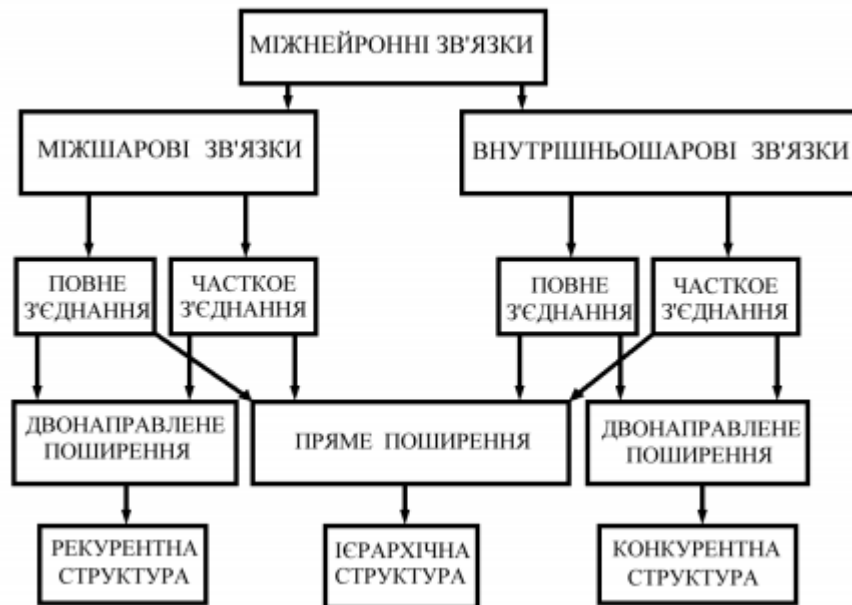 МІЖНЕЙРОННІ ЗВ'ЯЗКИ
МІЖШАРОВІ ЗВ'ЯЗКИ
ВНУТРІШНЬОШАРОВІ ЗВ'ЯЗКИ
ПОВНЕ
З'ЄДНАННЯ
ЧАСТКОЕ
З'ЄДНАННЯ
ПОВНЕ
З'ЄДНАННЯ
ЧАСТКОЕ
З'ЄДНАННЯ
ДВОНАПРАВЛЕНЕ
ПОШИРЕННЯ
ПРЯМЕ ПОШИРЕННЯ
ДВОНАПРАВЛЕНЕ
ПОШИРЕННЯ
РЕКУРЕНТНА
СТРУКТУРА
ІЄРАРХІЧНА
СТРУКТУРА
КОНКУРЕНТНА
СТРУКТУРА